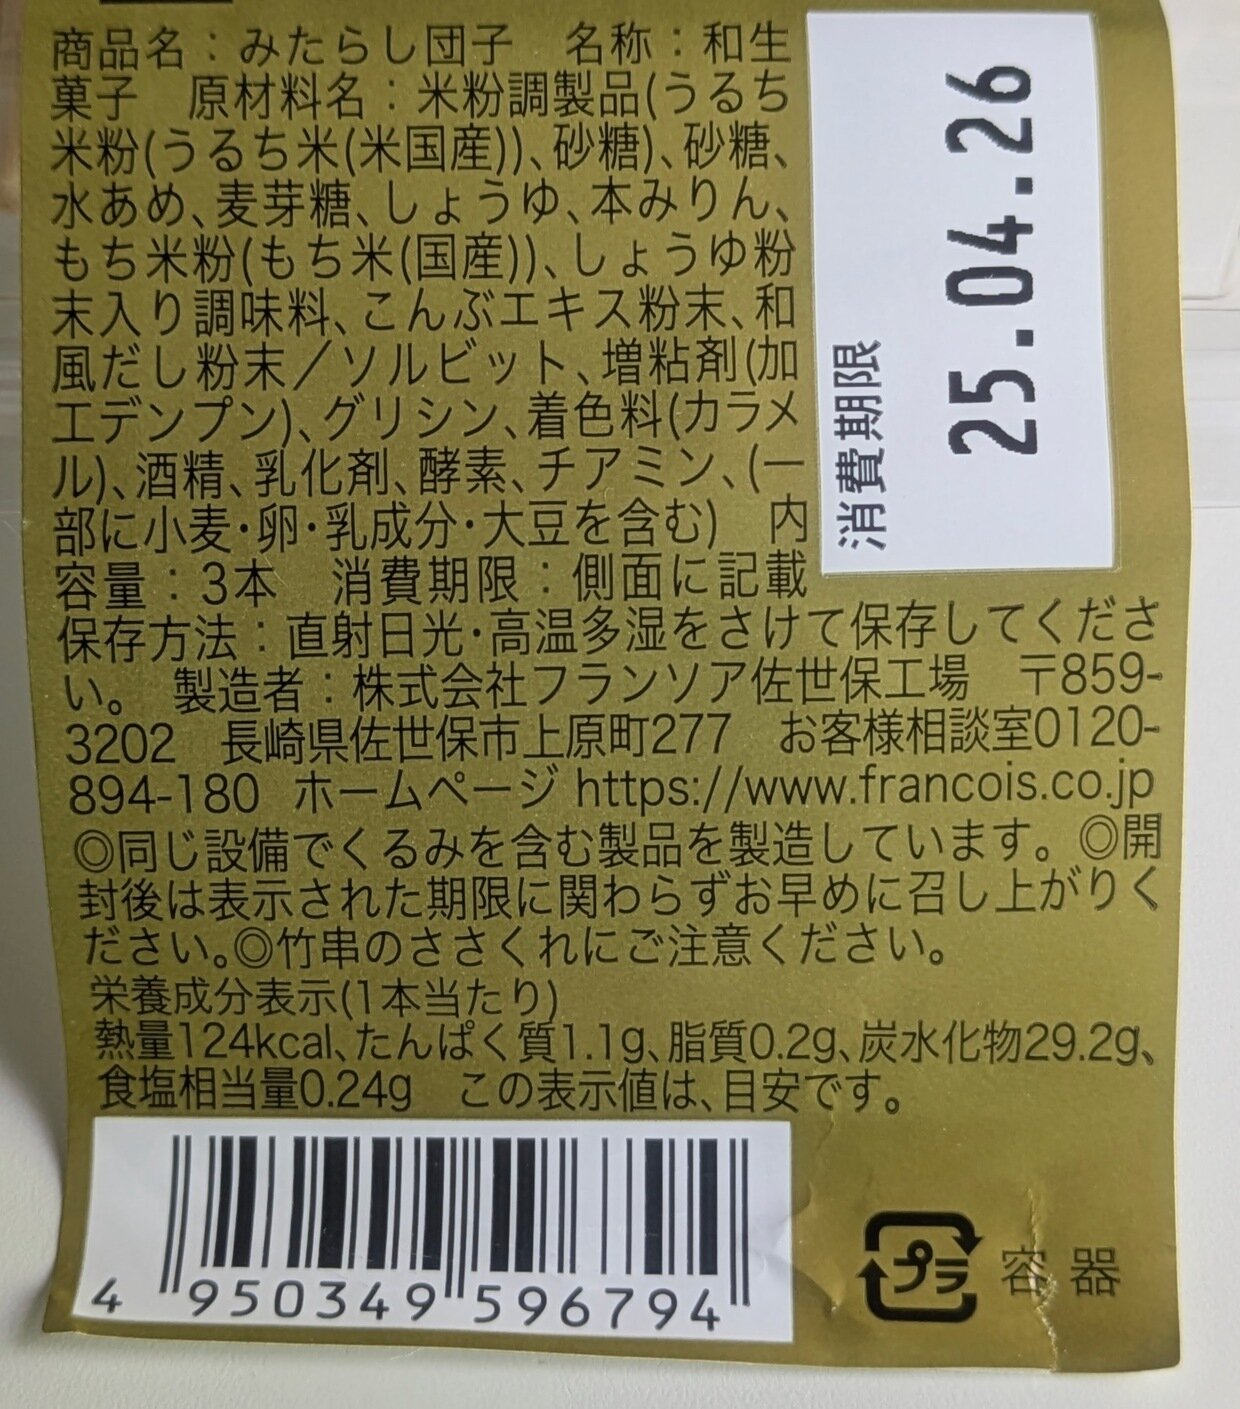 商品名：みたらし団子　名称：和生
菓子　原材料名：米粉調製品(うるち
米粉(うるち米(米国産))、砂糖)、砂糖、
水あめ、麦芽糖、しょうゆ、本みりん、
もち米粉(もち米(国産))、しょうゆ粉
末入り調味料、こんぶエキス粉末、和
風だし粉末／ソルビット、増粘剤(加
工デンプン)、グリシン、着色料(カラメ
ル)、酒精、乳化剤、酵素、チアミン、(一
部に小麦・卵・乳成分・大豆を含む)　内
容量：3本　消費期限：側面に記載
保存方法：直射日光・高温多湿をさけて保存してくださ
い。　製造者：株式会社フランソア佐世保工場　〒859-
3202　長崎県佐世保市上原町277　お客様相談室0120-
894-180　ホームページ https://www.francois.co.jp
◎同じ設備でくるみを含む製品を製造しています。◎開
封後は表示された期限に関わらずお早めに召し上がりく
ださい。◎竹串のささくれにご注意ください。
栄養成分表示(1本当たり)
熱量124kcal、たんぱく質1.1g、脂質0.2g、炭水化物29.2g、
食塩相当量0.24g　この表示値は、目安です。
消費期限
25.04.26
4 950349 596794
プラ 容器